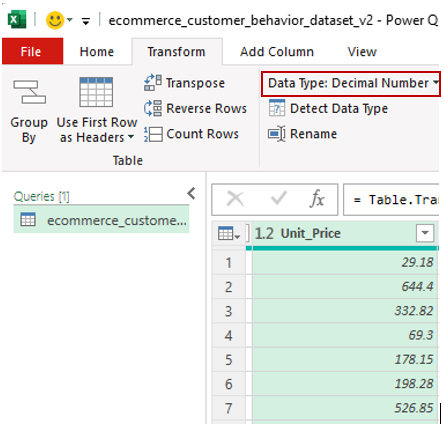 ecommerce_customer_behavior_dataset_v2 - Power Q
File Home Transform Add Column View
Group By
Use First Row as Headers
Transpose
Reverse Rows
Count Rows
Table
Data Type: Decimal Number
Detect Data Type
Rename
Queries [1]
ecommerce_custome...
fx = Table.Tra
1.2 Unit_Price
1 29.18
2 644.4
3 332.82
4 69.3
5 178.15
6 198.28
7 526.85